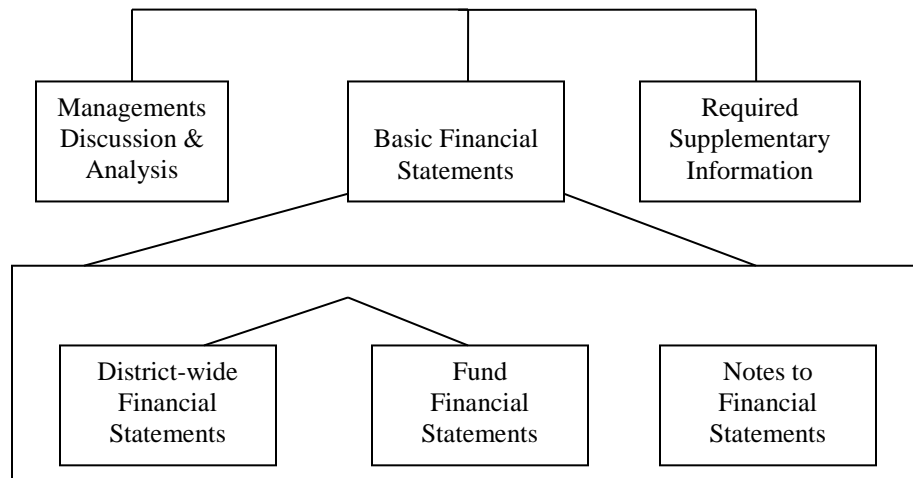 Managements
Discussion &
Analysis
Basic Financial
Statements
Required
Supplementary
Information
District-wide
Financial
Statements
Fund
Financial
Statements
Notes to
Financial
Statements